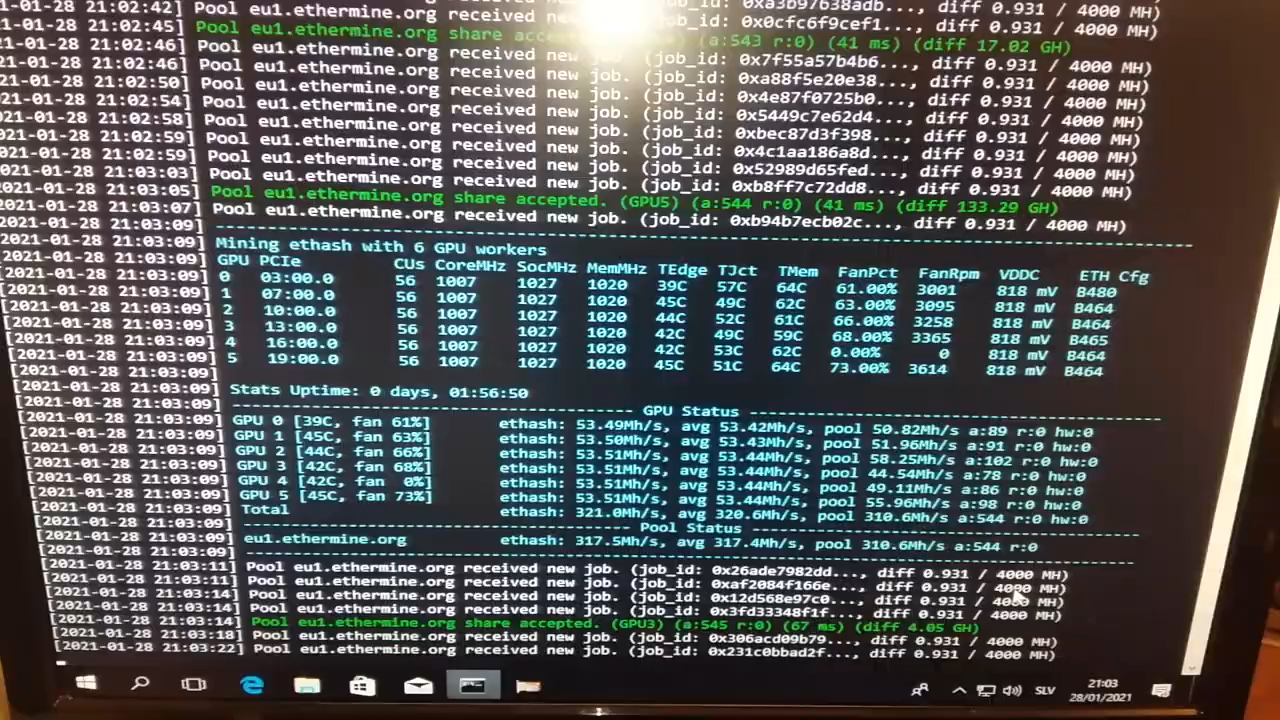 21-01-28 21:02:42] Pool eu1.ethermine.org received new job. (job_id: 0xa3b97638adb..., diff 0.931 / 4000 MH)
21-01-28 21:02:45] Pool eu1.ethermine.org received new (job_id: 0x0cfc6f9cef1..., diff 0.931 / 4000 MH)
21-01-28 21:02:46] Pool eu1.ethermine.org share accepted. (a:543 r:0) (41 ms) (diff 17.02 GH)
21-01-28 21:02:46] Pool eu1.ethermine.org received new job. (job_id: 0x7f55a57b4b6..., diff 0.931 / 4000 MH)
21-01-28 21:02:50] Pool eu1.ethermine.org received new job. (job_id: 0xa88f5e20e38..., diff 0.931 / 4000 MH)
21-01-28 21:02:54] Pool eu1.ethermine.org received new job. (job_id: 0x4e87f0725b0..., diff 0.931 / 4000 MH)
21-01-28 21:02:58] Pool eu1.ethermine.org received new job. (job_id: 0x5449c7e62d4..., diff 0.931 / 4000 MH)
21-01-28 21:02:59] Pool eu1.ethermine.org received new job. (job_id: 0xbec87d3f398..., diff 0.931 / 4000 MH)
21-01-28 21:02:59] Pool eu1.ethermine.org received new job. (job_id: 0x4c1aa186a8d..., diff 0.931 / 4000 MH)
21-01-28 21:03:03] Pool eu1.ethermine.org received new job. (job_id: 0x52989d65fed..., diff 0.931 / 4000 MH)
21-01-28 21:03:05] Pool eu1.ethermine.org received new job. (job_id: 0xb8ff7c72dd8..., diff 0.931 / 4000 MH)
21-01-28 21:03:07] Pool eu1.ethermine.org share accepted. (GPU5) (a:544 r:0) (41 ms) (diff 133.29 GH)
021-01-28 21:03:09] Pool eu1.ethermine.org received new job. (job_id: 0xb94b7ecb02c..., diff 0.931 / 4000 MH)
2021-01-28 21:03:09] Mining ethash with 6 GPU workers
2021-01-28 21:03:09] GPU PCIe CUs CoreMHz SocMHz MemMHz TEdge TJct TMem FanPct FanRpm VDDC ETH Cfg
[2021-01-28 21:03:09] 0 03:00.0 56 1007 1027 1020 39C 57C 64C 61.00% 3001 818 mV B480
[2021-01-28 21:03:09] 1 07:00.0 56 1007 1027 1020 45C 49C 62C 63.00% 3095 818 mV B464
[2021-01-28 21:03:09] 2 10:00.0 56 1007 1027 1020 44C 52C 61C 66.00% 3258 818 mV B464
[2021-01-28 21:03:09] 3 13:00.0 56 1007 1027 1020 42C 49C 59C 68.00% 3365 818 mV B465
[2021-01-28 21:03:09] 4 16:00.0 56 1007 1027 1020 42C 53C 62C 0.00% 0 818 mV B464
[2021-01-28 21:03:09] 5 19:00.0 56 1007 1027 1020 45C 51C 64C 73.00% 3614 818 mV B464
[2021-01-28 21:03:09] Stats Uptime: 0 days, 01:56:50
[2021-01-28 21:03:09] GPU Status
[2021-01-28 21:03:09] GPU 0 [39C, fan 61%] ethash: 53.49Mh/s, avg 53.42Mh/s, pool 50.82Mh/s a:89 r:0 hw:0
[2021-01-28 21:03:09] GPU 1 [45C, fan 63%] ethash: 53.50Mh/s, avg 53.43Mh/s, pool 51.96Mh/s a:91 r:0 hw:0
[2021-01-28 21:03:09] GPU 2 [44C, fan 66%] ethash: 53.51Mh/s, avg 53.44Mh/s, pool 58.25Mh/s a:102 r:0 hw:0
[2021-01-28 21:03:09] GPU 3 [42C, fan 68%] ethash: 53.51Mh/s, avg 53.44Mh/s, pool 44.54Mh/s a:78 r:0 hw:0
[2021-01-28 21:03:09] GPU 4 [42C, fan 0%] ethash: 53.51Mh/s, avg 53.44Mh/s, pool 49.11Mh/s a:86 r:0 hw:0
[2021-01-28 21:03:09] GPU 5 [45C, fan 73%] ethash: 53.51Mh/s, avg 53.44Mh/s, pool 55.96Mh/s a:98 r:0 hw:0
[2021-01-28 21:03:09] Total ethash: 321.0Mh/s, avg 320.6Mh/s, pool 310.6Mh/s a:544 r:0 hw:0
[2021-01-28 21:03:09] Pool Status
[2021-01-28 21:03:09] eu1.ethermine.org ethash: 317.5Mh/s, avg 317.4Mh/s, pool 310.6Mh/s a:544 r:0
[2021-01-28 21:03:11] Pool eu1.ethermine.org received new job. (job_id: 0x26ade7982dd..., diff 0.931 / 4000 MH)
[2021-01-28 21:03:11] Pool eu1.ethermine.org received new job. (job_id: 0xaf2084f166e..., diff 0.931 / 4000 MH)
[2021-01-28 21:03:14] Pool eu1.ethermine.org received new job. (job_id: 0x12d568e97c0..., diff 0.931 / 4000 MH)
[2021-01-28 21:03:14] Pool eu1.ethermine.org received new job. (job_id: 0x3fd33348f1f..., diff 0.931 / 4000 MH)
[2021-01-28 21:03:14] Pool eu1.ethermine.org share accepted. (GPU3) (a:545 r:0) (67 ms) (diff 4.05 GH)
[2021-01-28 21:03:18] Pool eu1.ethermine.org received new job. (job_id: 0x306acd09b79..., diff 0.931 / 4000 MH)
[2021-01-28 21:03:22] Pool eu1.ethermine.org received new job. (job_id: 0x231c0bbad2f..., diff 0.931 / 4000 MH)
SLV
21:03
28/01/2021